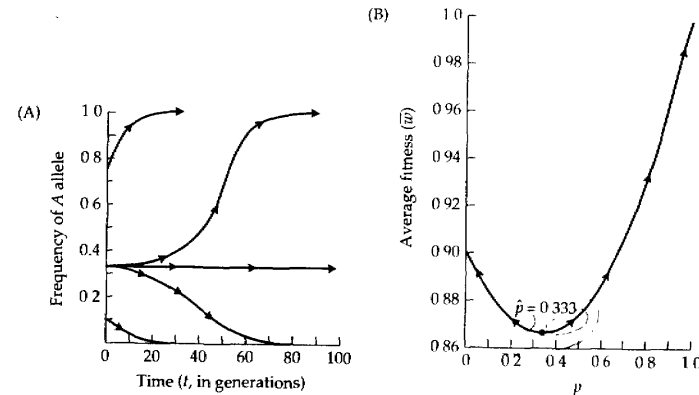 (A)
Frequency of A allele
1 0
0 8
0 6
0 4
0 2
0 20 40 60 80 100
Time (t, in generations)
(B)
Average fitness (w̅)
1 0
0 98
0 96
0 94
0 92
0 90
0 88
0 86
p̂ = 0 333
0 0 2 0 4 0 6 0 8 1 0
p